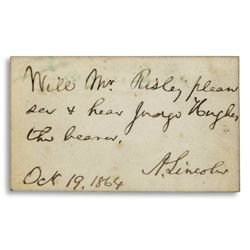 Will Mr Risley please
see & hear Judge Hughes
the bearer.
A. Lincoln
Oct 19. 1864